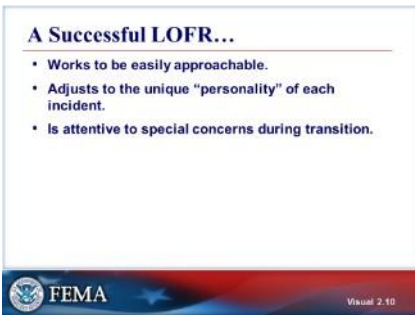 A Successful LOFR…
• Works to be easily approachable.
• Adjusts to the unique “personality” of each
incident.
• Is attentive to special concerns during transition.
FEMA
Visual 2.10